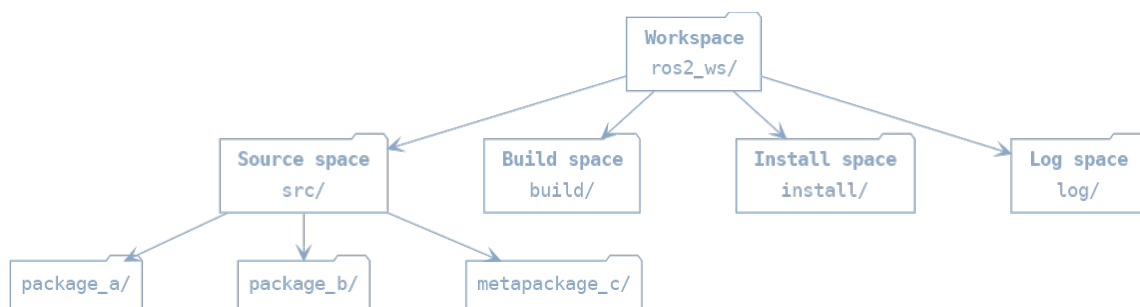 Workspace
ros2_ws/
Source space
src/
Build space
build/
Install space
install/
Log space
log/
package_a/
package_b/
metapackage_c/